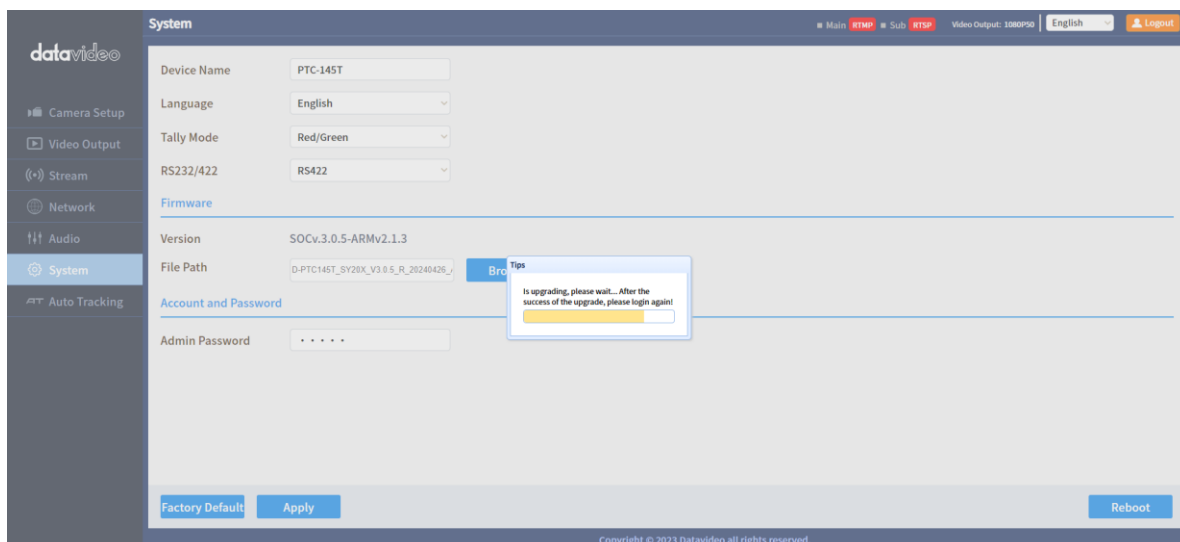 System
Main RTMP Sub RTSP Video Output: 1080P50 English Logout
datavideo
Camera Setup
Video Output
Stream
Network
Audio
System
Auto Tracking
Device Name PTC-145T
Language English
Tally Mode Red/Green
RS232/422 RS422
Firmware
Version SOCv.3.0.5-ARMv2.1.3
File Path D-PTC145T_SY20X_V3.0.5_R_20240426_ Bro
Tips
Is upgrading, please wait... After the
success of the upgrade, please login again!
Account and Password
Admin Password •••••
Factory Default Apply Reboot
Copyright © 2023 Datavideo all rights reserved